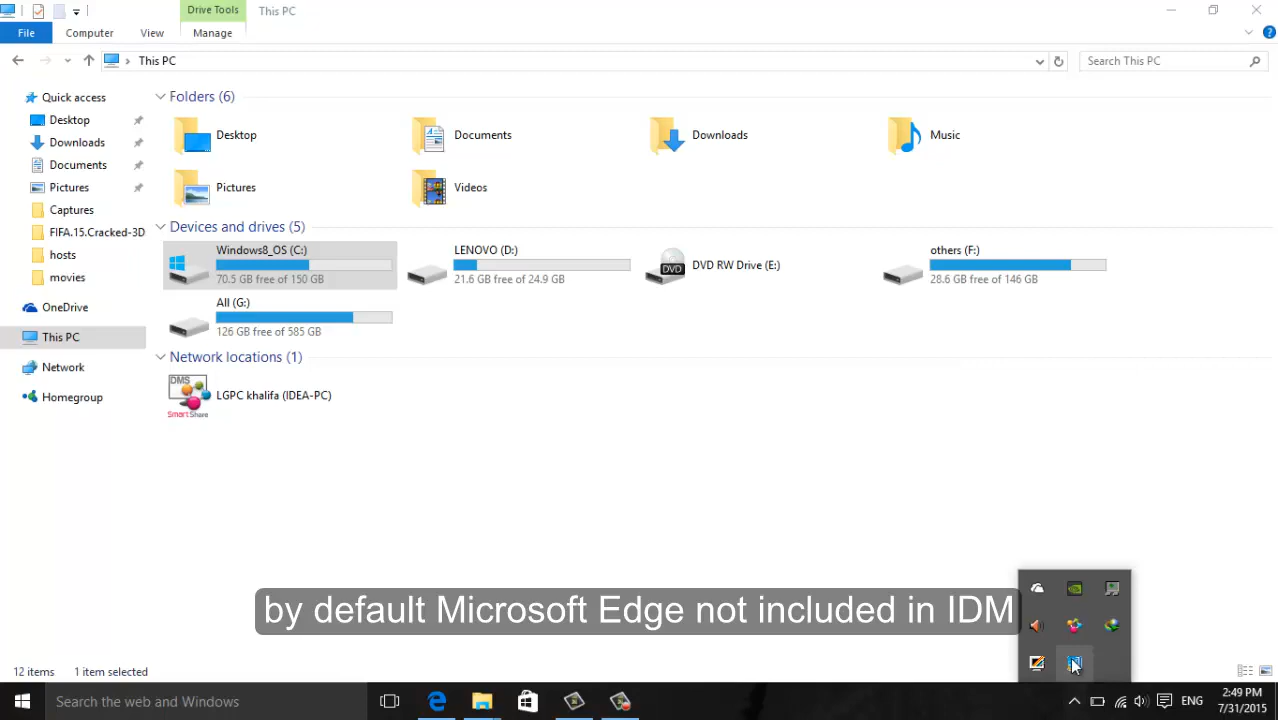 Drive Tools
This PC
File
Computer
View
Manage
This PC
Search This PC
Quick access
Desktop
Downloads
Documents
Pictures
Captures
FIFA.15.Cracked-3D
hosts
movies
OneDrive
This PC
Network
Homegroup
Folders (6)
Desktop
Documents
Downloads
Music
Pictures
Videos
Devices and drives (5)
Windows8_OS (C:)
70.5 GB free of 150 GB
LENOVO (D:)
21.6 GB free of 24.9 GB
DVD
DVD RW Drive (E:)
others (F:)
28.6 GB free of 146 GB
All (G:)
126 GB free of 585 GB
Network locations (1)
DMS
SmartShare
LGPC khalifa (IDEA-PC)
by default Microsoft Edge not included in IDM
12 items
1 item selected
Search the web and Windows
ENG
2:49 PM
7/31/2015